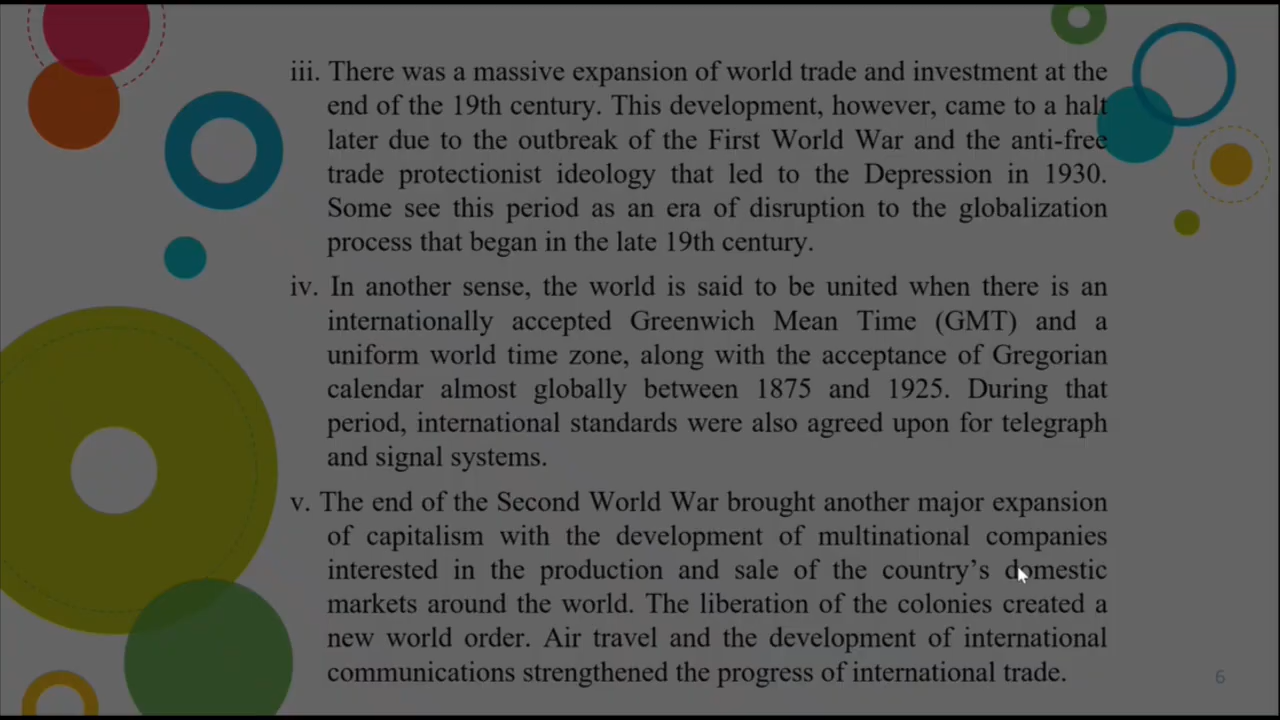 iii. There was a massive expansion of world trade and investment at the
end of the 19th century. This development, however, came to a halt
later due to the outbreak of the First World War and the anti-free
trade protectionist ideology that led to the Depression in 1930.
Some see this period as an era of disruption to the globalization
process that began in the late 19th century.
iv. In another sense, the world is said to be united when there is an
internationally accepted Greenwich Mean Time (GMT) and a
uniform world time zone, along with the acceptance of Gregorian
calendar almost globally between 1875 and 1925. During that
period, international standards were also agreed upon for telegraph
and signal systems.
v. The end of the Second World War brought another major expansion
of capitalism with the development of multinational companies
interested in the production and sale of the country’s domestic
markets around the world. The liberation of the colonies created a
new world order. Air travel and the development of international
communications strengthened the progress of international trade.
6